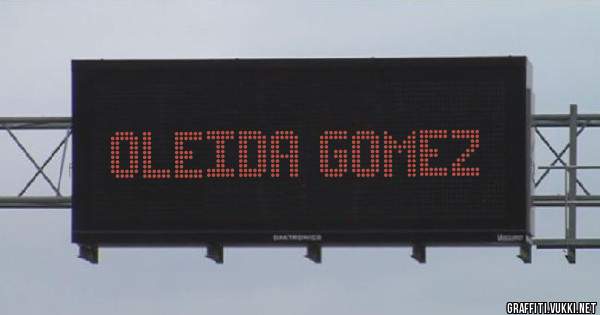 OLEIDA GOMEZ
DAKTRONICS
GRAFFITI.VUKKI.NET